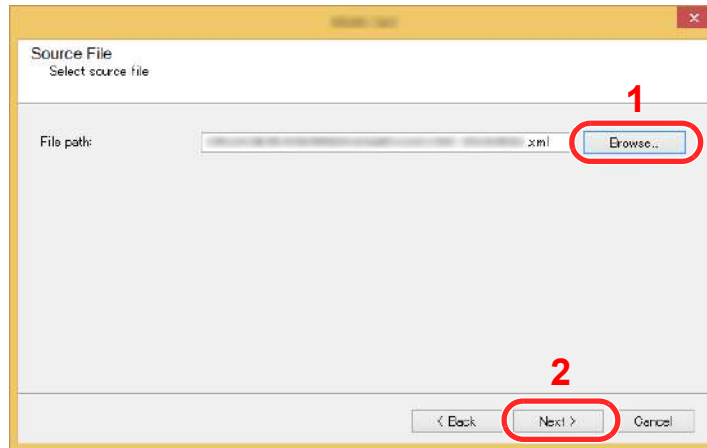 Source File
Select source file
1
File path:
.xml
Browse...
2
< Back
Next >
Cancel